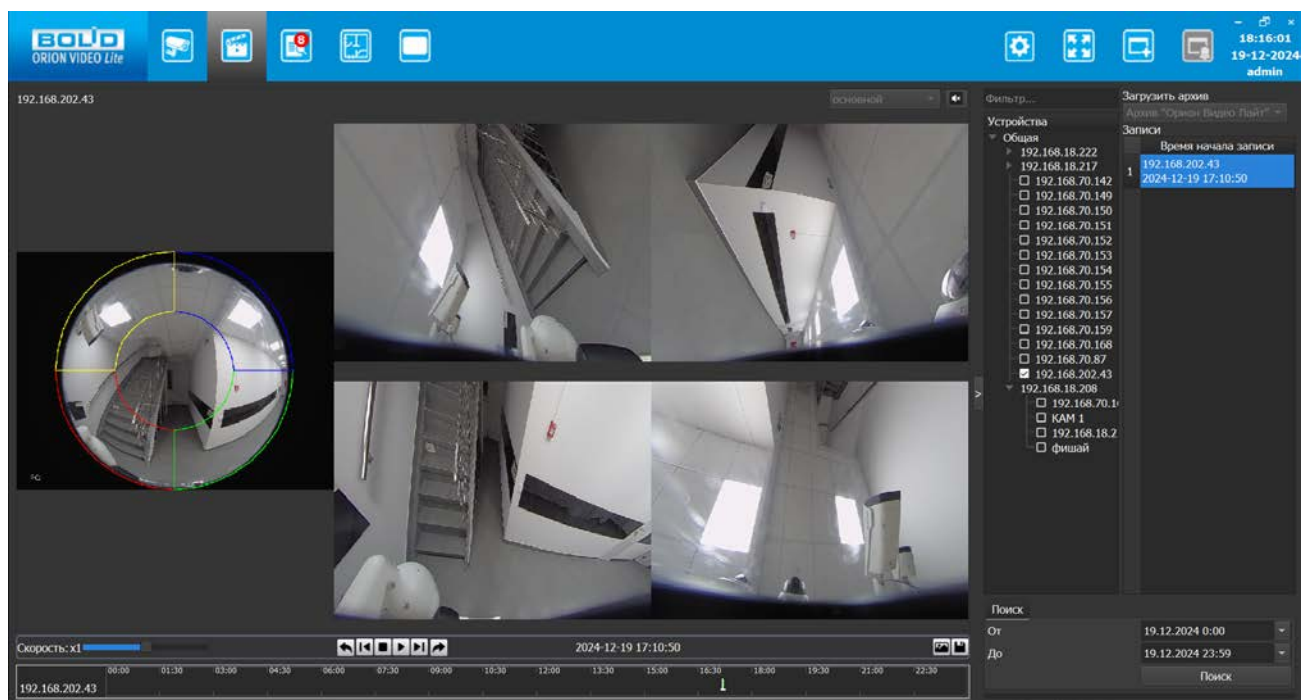 BOLID
ORION VIDEO Lite
8
18:16:01
19-12-2024
admin
192.168.202.43
основной
Фильтр...
Устройства
Общая
192.168.18.222
192.168.18.217
192.168.70.142
192.168.70.149
192.168.70.150
192.168.70.151
192.168.70.152
192.168.70.153
192.168.70.154
192.168.70.155
192.168.70.156
192.168.70.157
192.168.70.159
192.168.70.168
192.168.70.87
192.168.202.43
192.168.18.208
192.168.70.1
КАМ 1
192.168.18.2
фишай
Загрузить архив
Архив "Орион Видео Лайт"
Записи
Время начала записи
1
192.168.202.43
2024-12-19 17:10:50
Поиск
От
19.12.2024 0:00
До
19.12.2024 23:59
Поиск
Скорость: x1
2024-12-19 17:10:50
00:00 01:30 03:00 04:30 06:00 07:30 09:00 10:30 12:00 13:30 15:00 16:30 18:00 19:30 21:00 22:30
192.168.202.43